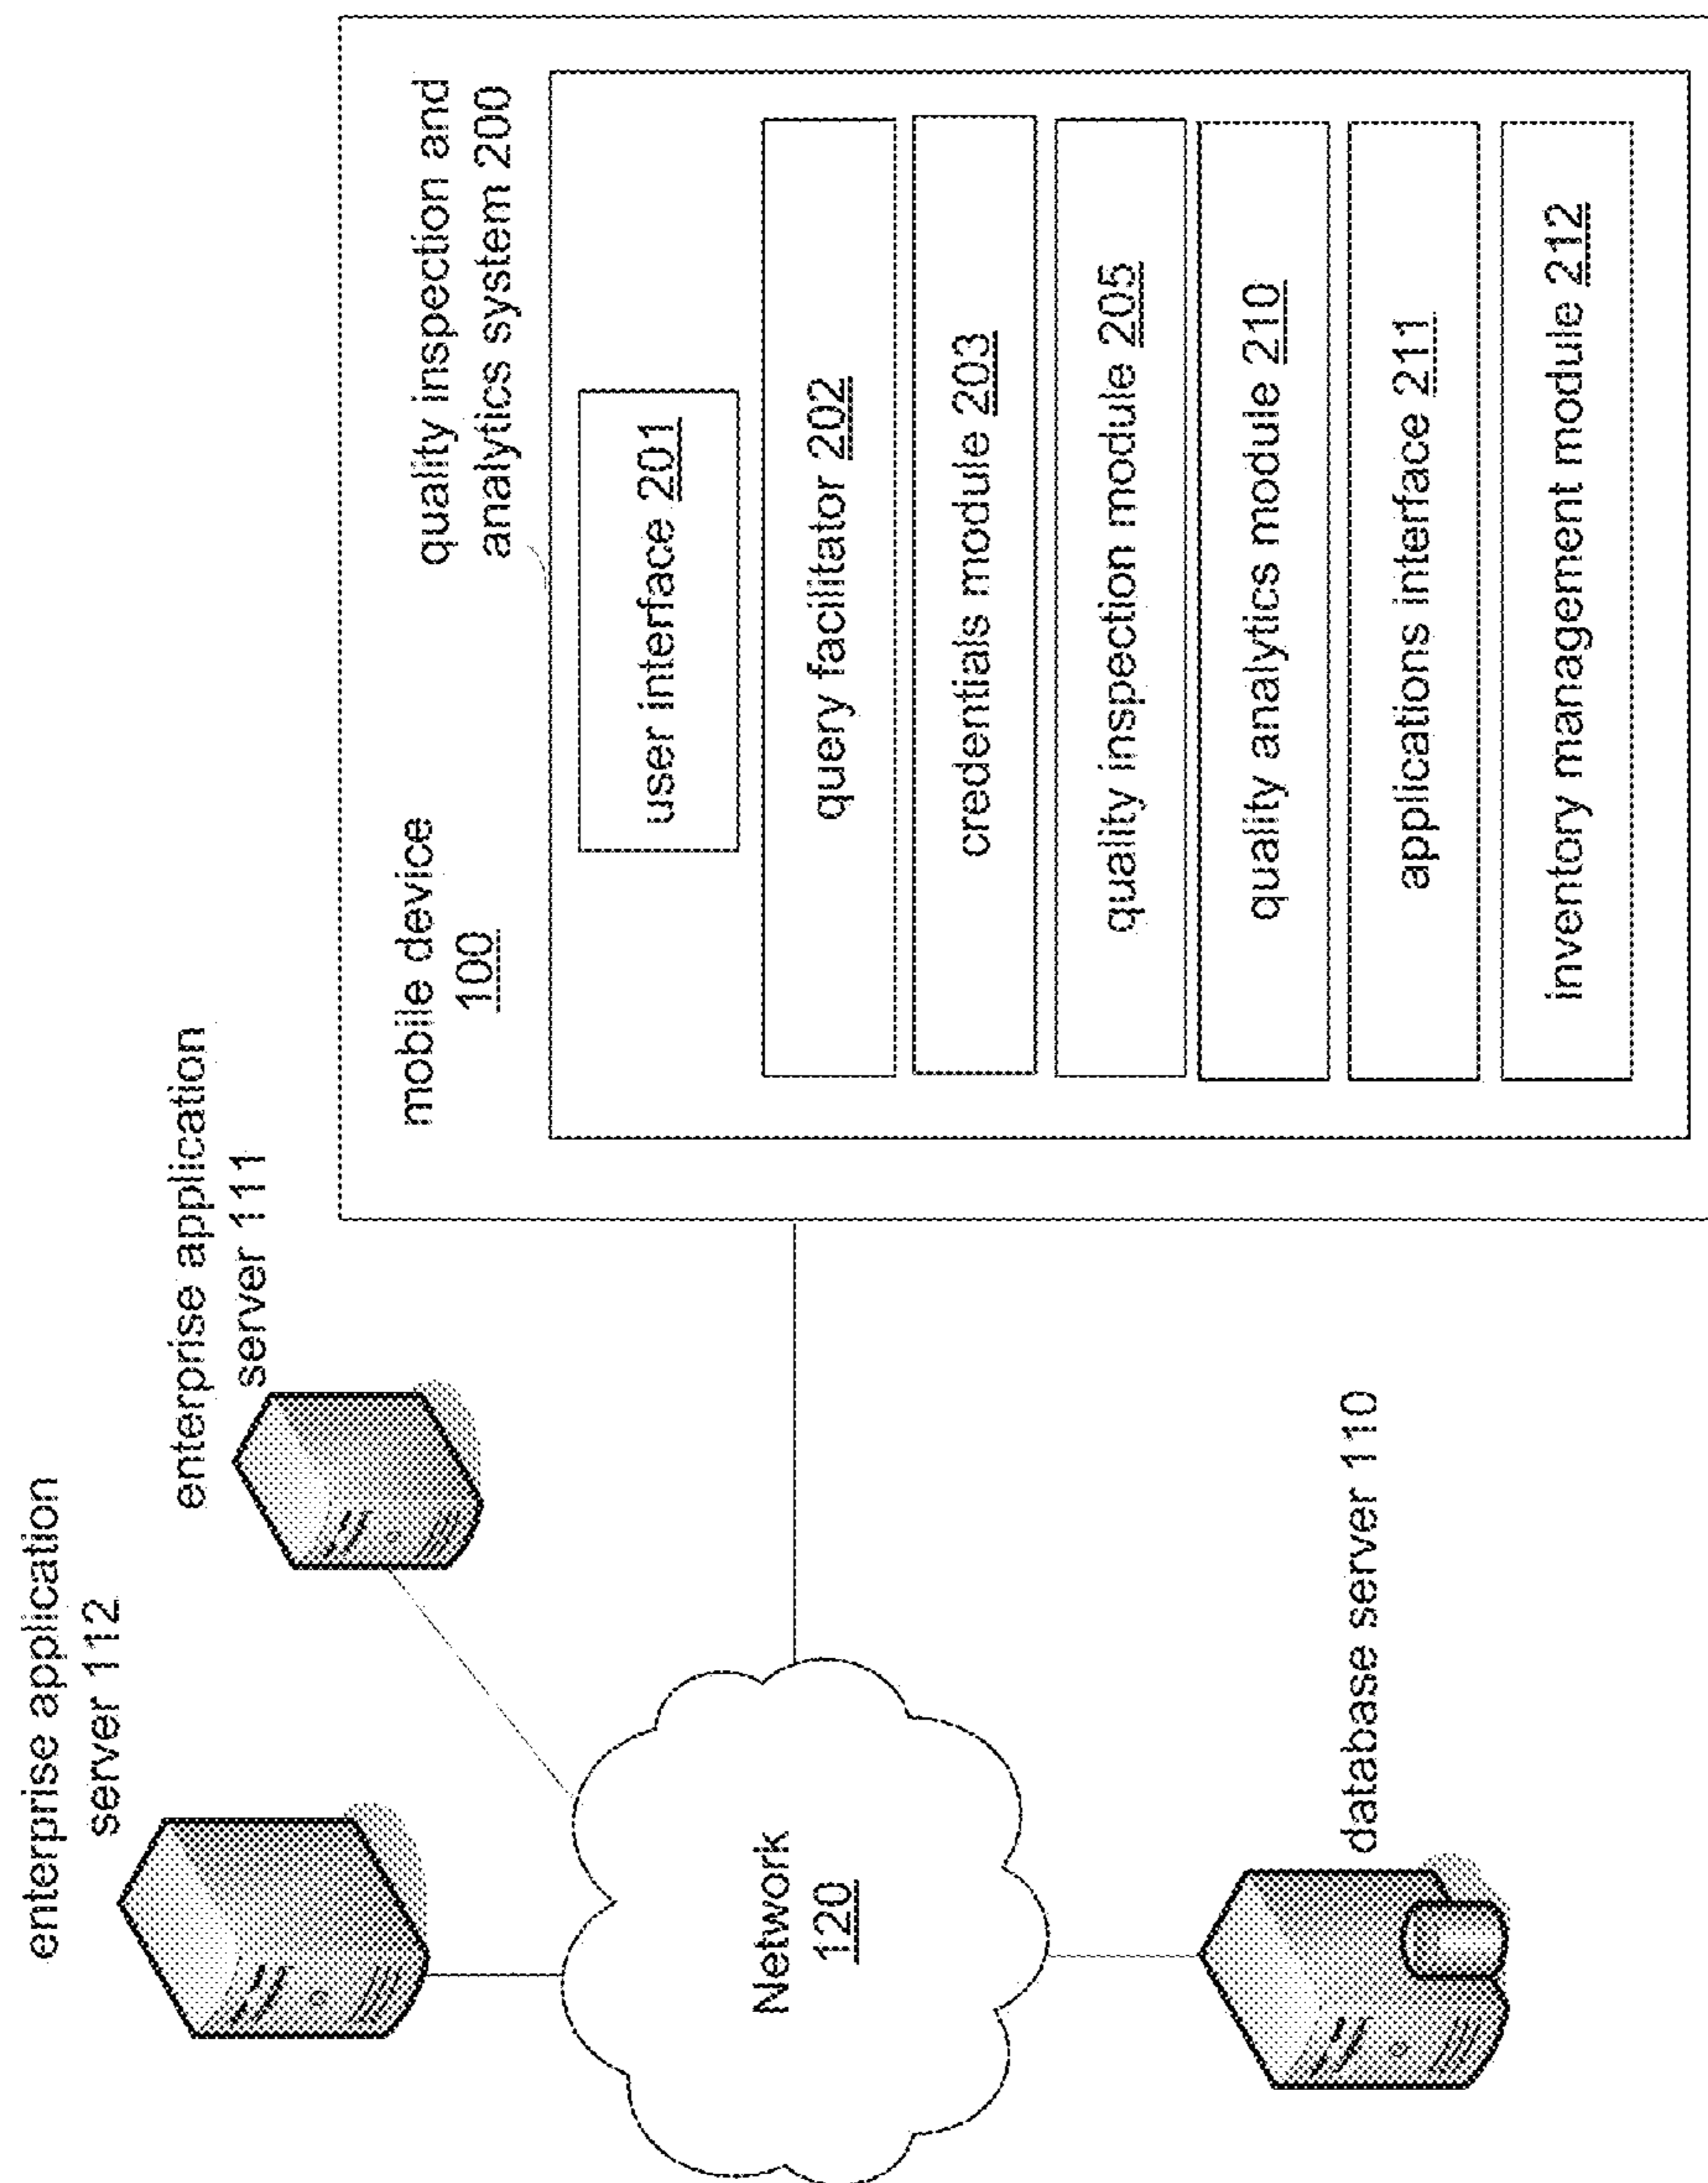 enterprise application
server 112
enterprise application
server 111
Network
120
database server 110
mobile device
100
quality inspection and
analytics system 200
user interface 201
query facilitator 202
credentials module 203
quality inspection module 205
quality analytics module 210
applications interface 211
inventory management module 212